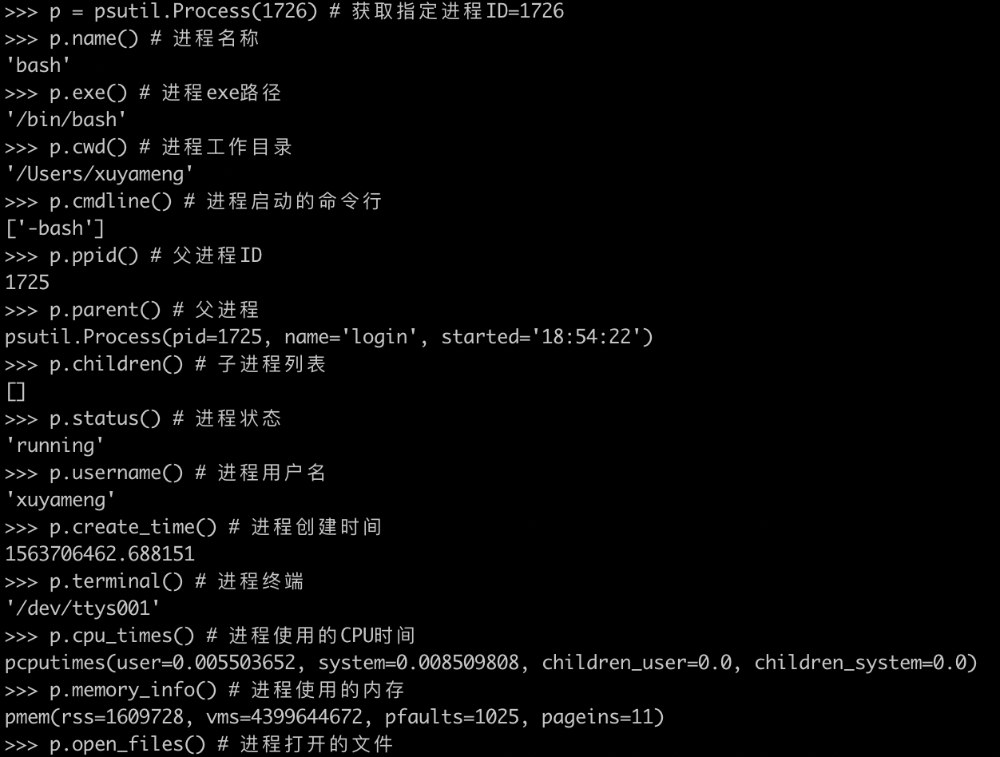 >>> p = psutil.Process(1726) # 获取指定进程ID=1726
>>> p.name() # 进程名称
'bash'
>>> p.exe() # 进程exe路径
'/bin/bash'
>>> p.cwd() # 进程工作目录
'/Users/xuyameng'
>>> p.cmdline() # 进程启动的命令行
['-bash']
>>> p.ppid() # 父进程ID
1725
>>> p.parent() # 父进程
psutil.Process(pid=1725, name='login', started='18:54:22')
>>> p.children() # 子进程列表
[]
>>> p.status() # 进程状态
'running'
>>> p.username() # 进程用户名
'xuyameng'
>>> p.create_time() # 进程创建时间
1563706462.688151
>>> p.terminal() # 进程终端
'/dev/ttys001'
>>> p.cpu_times() # 进程使用的CPU时间
pcputimes(user=0.005503652, system=0.008509808, children_user=0.0, children_system=0.0)
>>> p.memory_info() # 进程使用的内存
pmem(rss=1609728, vms=4399644672, pfaults=1025, pageins=11)
>>> p.open_files() # 进程打开的文件